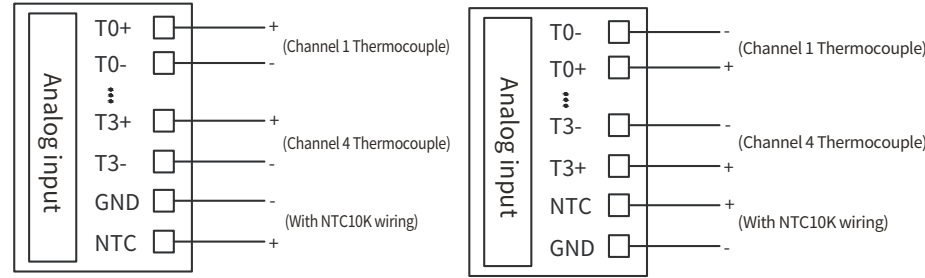 T0+ +
(Channel 1 Thermocouple)
T0- -
...
T3+ +
(Channel 4 Thermocouple)
T3- -
GND -
(With NTC10K wiring)
NTC +
Analog input
T0- -
(Channel 1 Thermocouple)
T0+ +
...
T3- -
(Channel 4 Thermocouple)
T3+ +
NTC +
(With NTC10K wiring)
GND -
Analog input